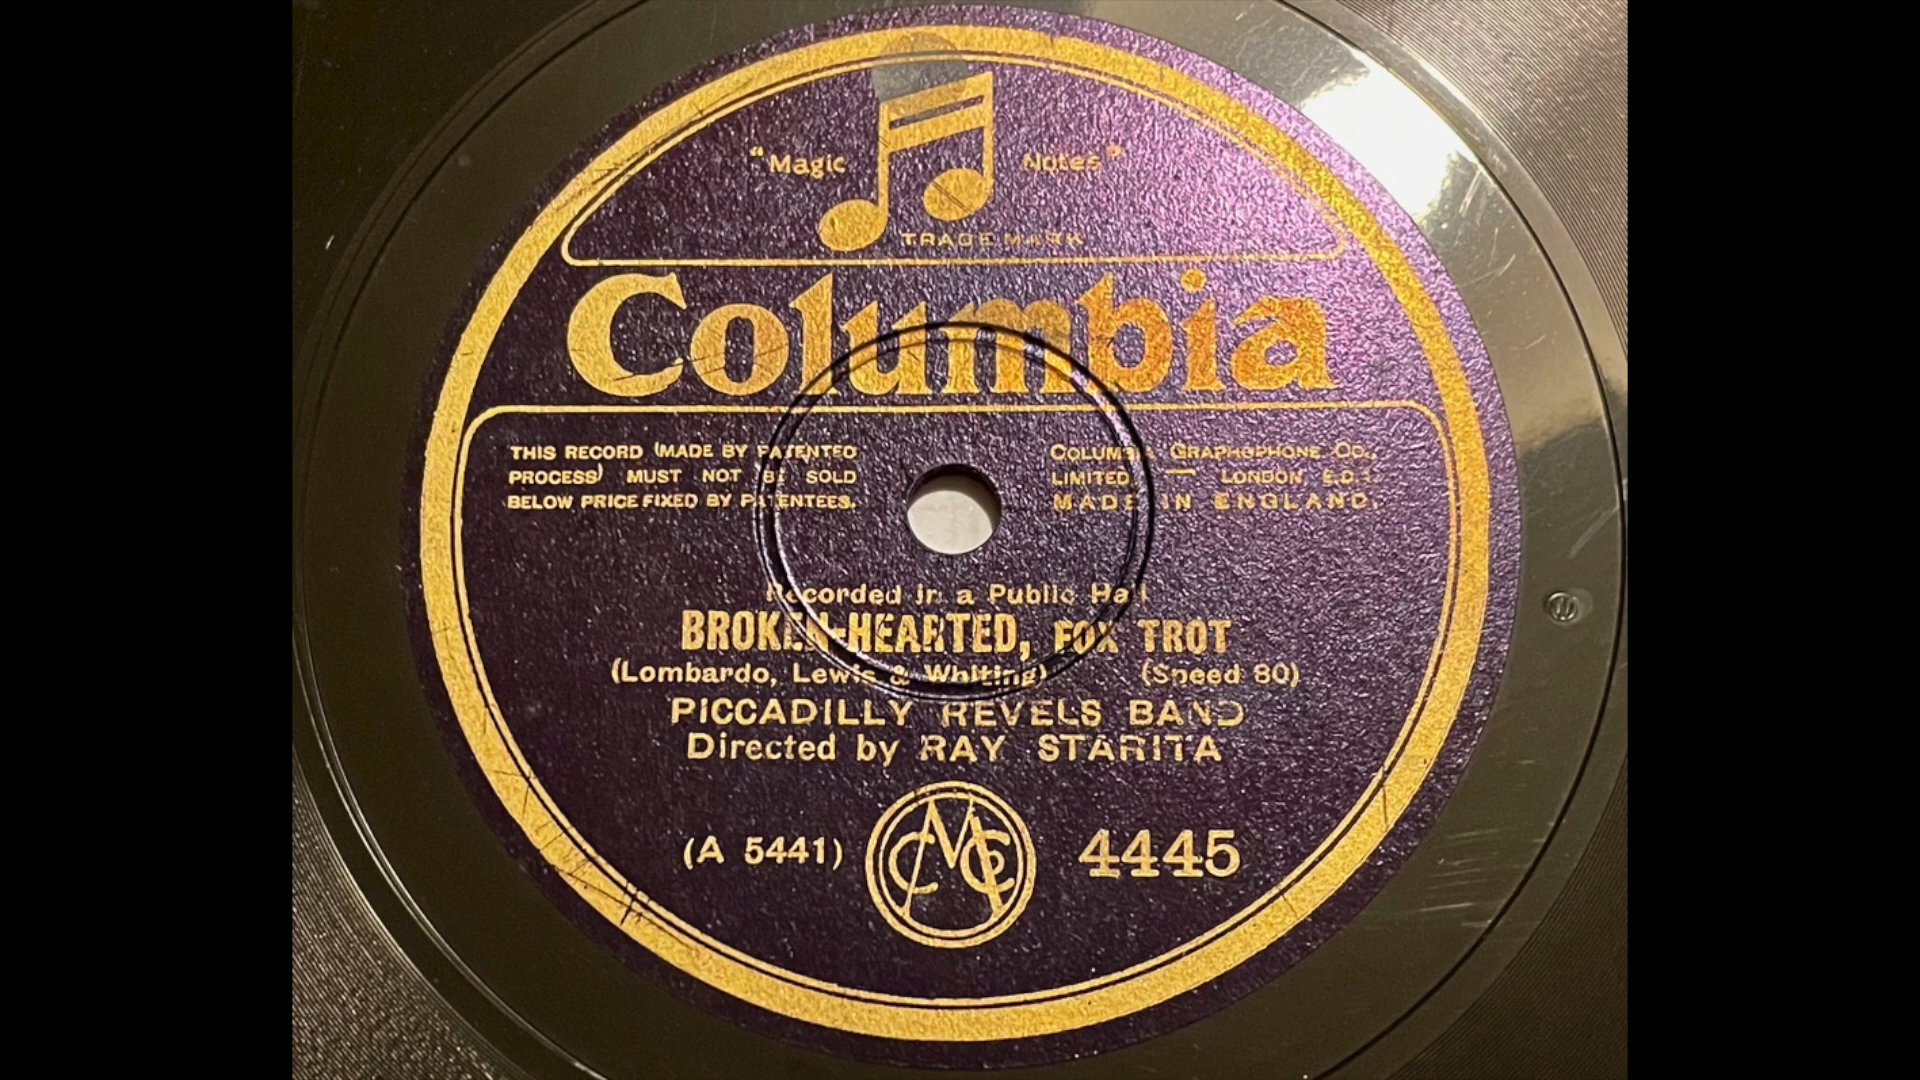 "Magic Notes"
TRADE MARK
Columbia
THIS RECORD (MADE BY PATENTED
PROCESS) MUST NOT BE SOLD
BELOW PRICE FIXED BY PATENTEES.
COLUMBIA GRAPHOPHONE CO.,
LIMITED — LONDON, E.C.1.
MADE IN ENGLAND.
Recorded in a Public Hall
BROKEN-HEARTED, FOX TROT
(Lombardo, Lewis & Whiting) (Speed 80)
PICCADILLY REVELS BAND
Directed by RAY STARITA
(A 5441) 4445